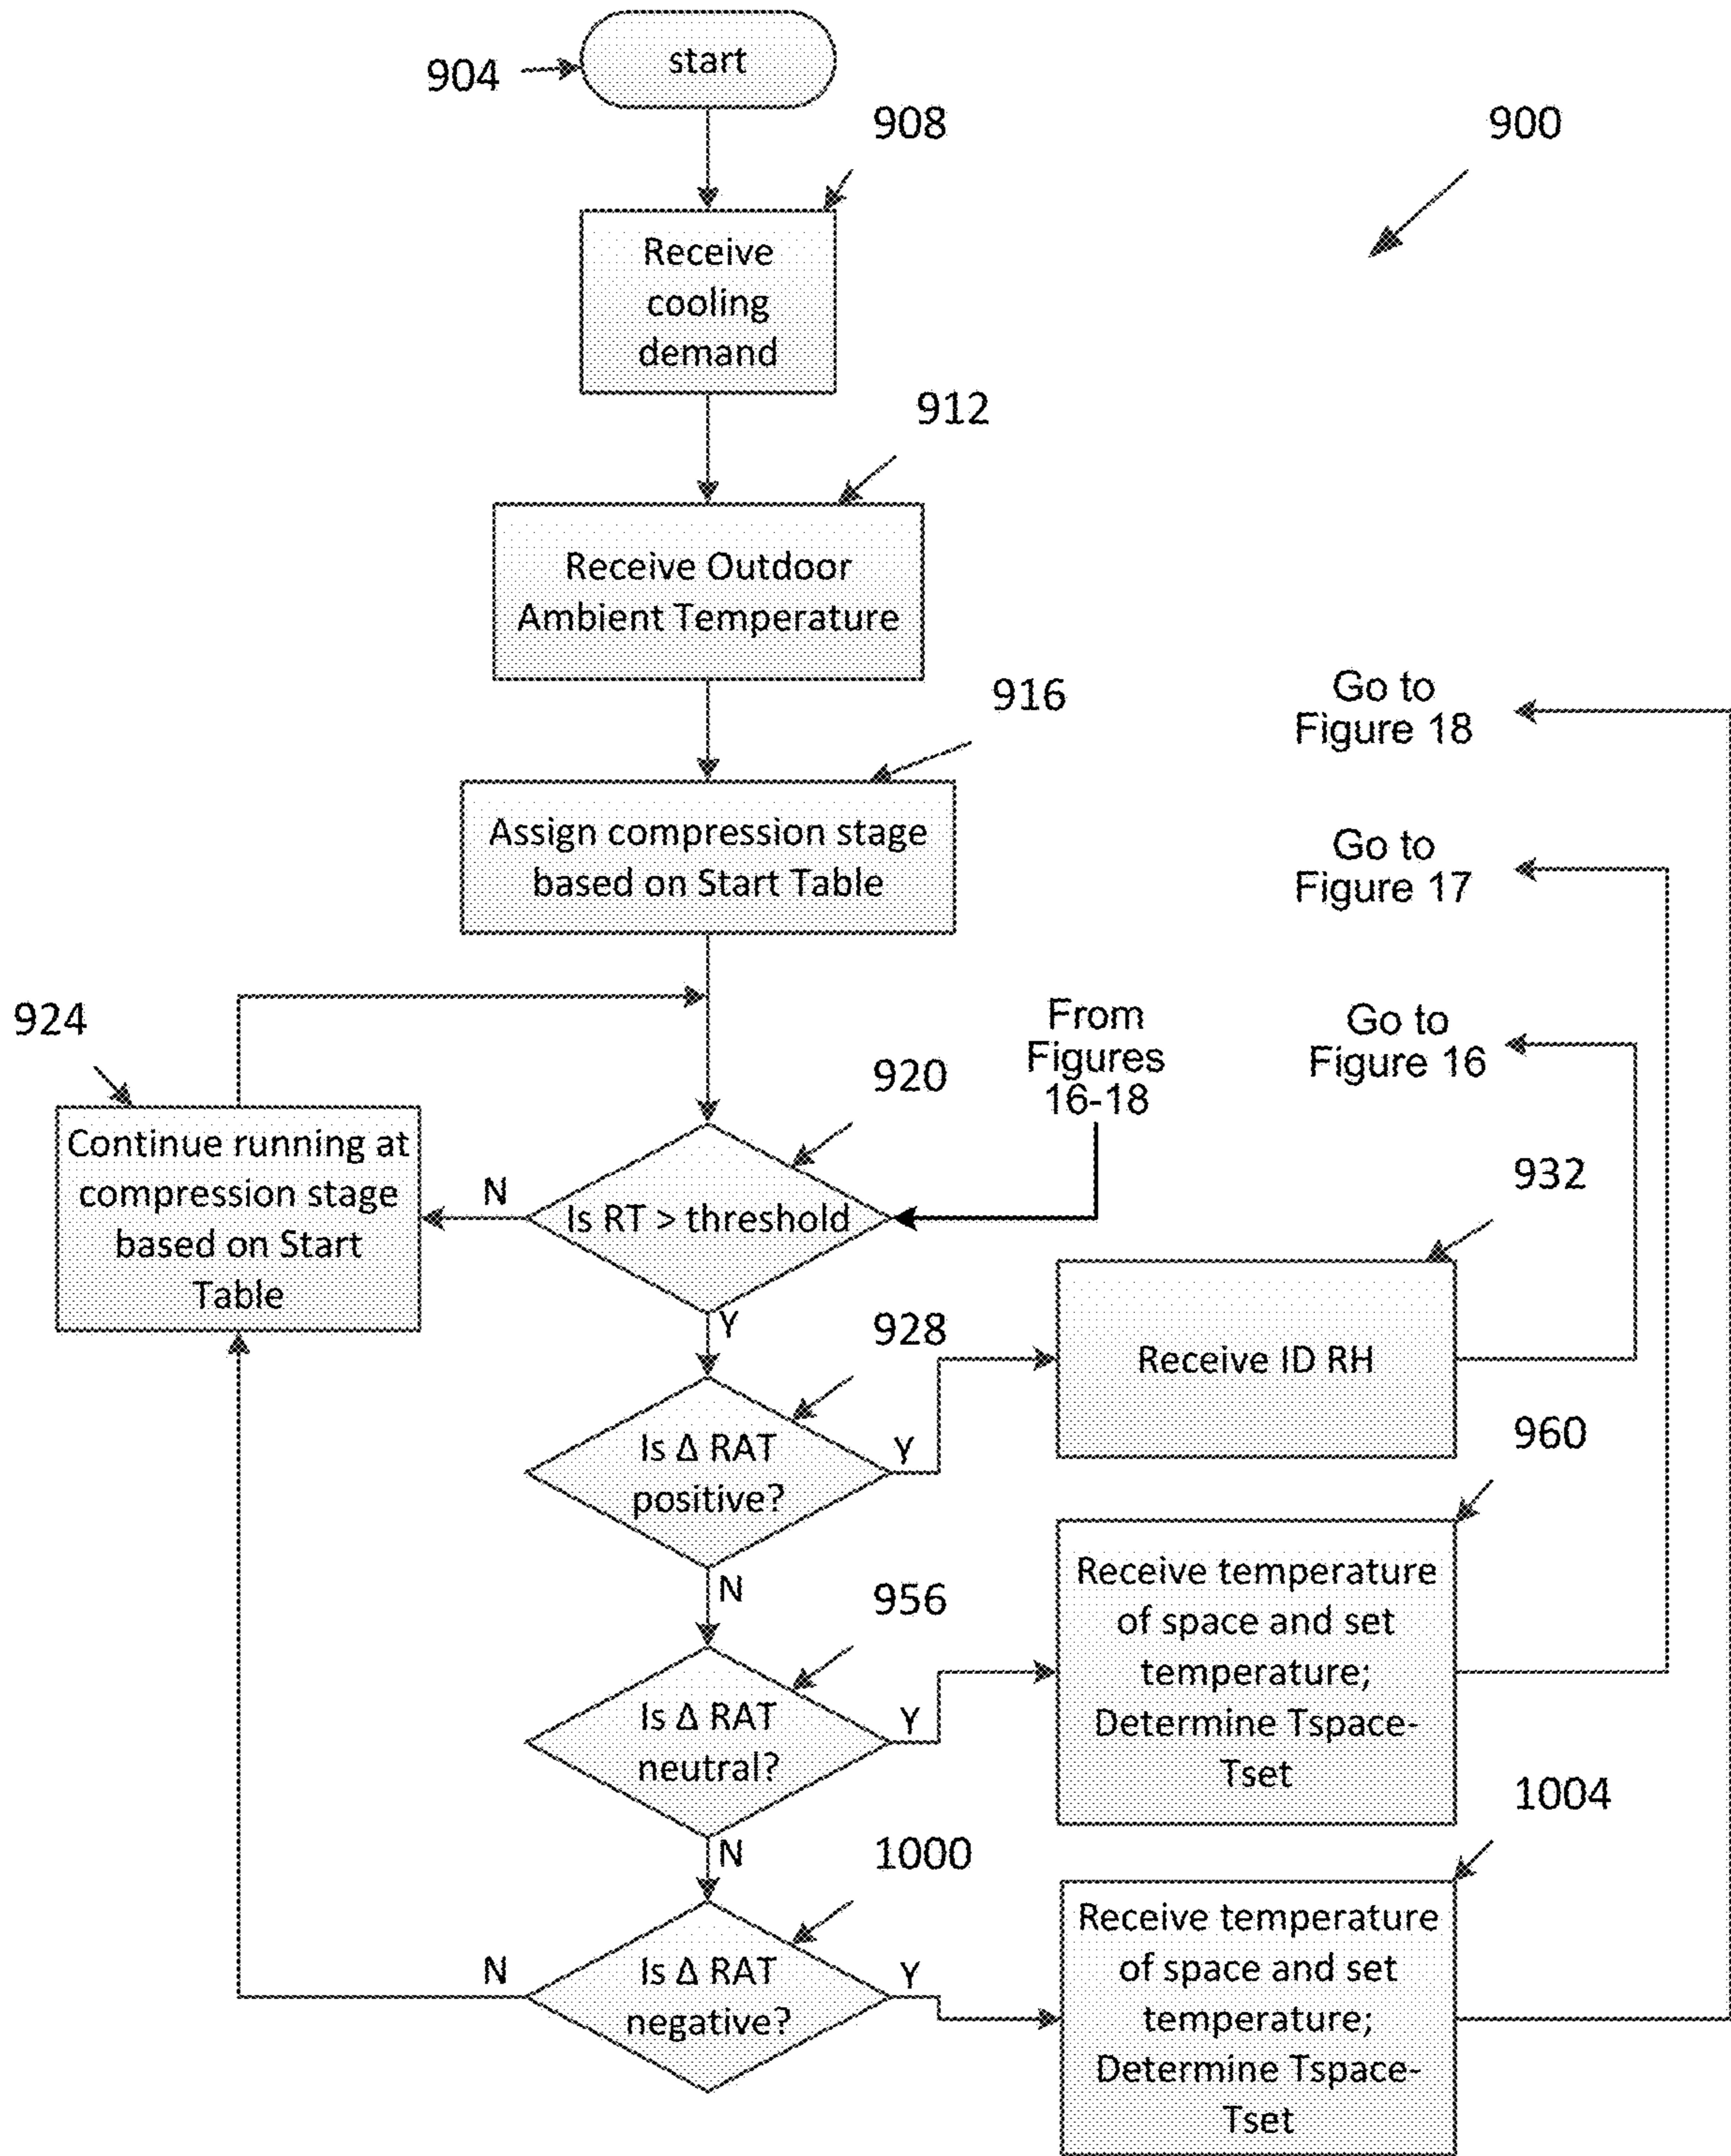 start
904
908
900
Receive
cooling
demand
912
Receive Outdoor
Ambient Temperature
916
Go to
Figure 18
Assign compression stage
based on Start Table
Go to
Figure 17
924
From
Figures
16-18
Go to
Figure 16
920
932
Continue running at
compression stage
based on Start
Table
N
Is RT > threshold
Y
928
Receive ID RH
Is Δ RAT
positive?
Y
960
N
956
Receive temperature
of space and set
temperature;
Determine Tspace-
Tset
Is Δ RAT
neutral?
Y
1004
N
1000
Receive temperature
of space and set
temperature;
Determine Tspace-
Tset
N
Is Δ RAT
negative?
Y